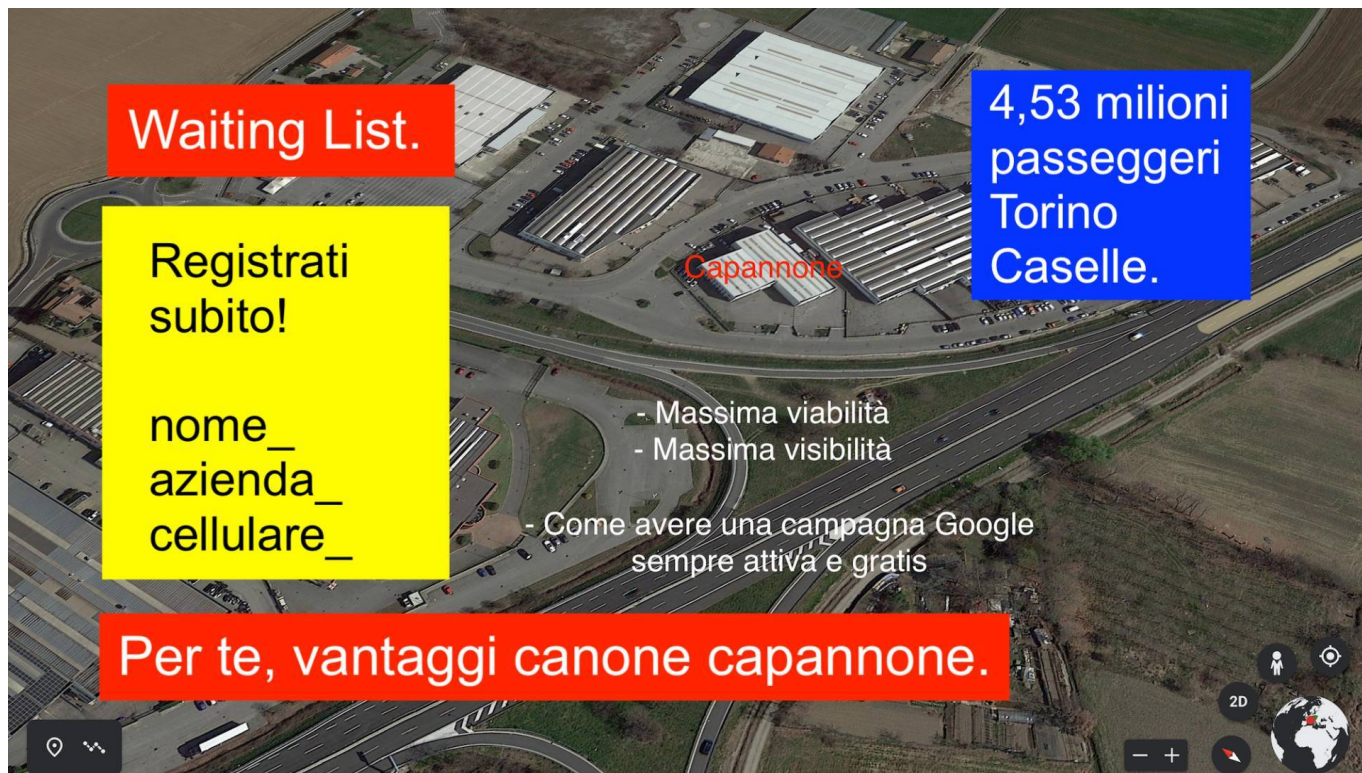 Waiting List.
4,53 milioni
passeggeri
Torino
Caselle.
Registrati
subito!
nome_
azienda_
cellulare_
Capannone
- Massima viabilità
- Massima visibilità
- Come avere una campagna Google
sempre attiva e gratis
Per te, vantaggi canone capannone.
2D